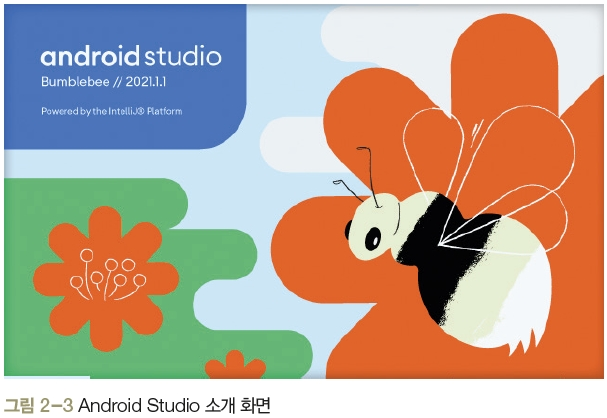 android studio
Bumblebee // 2021.1.1
Powered by the IntelliJ® Platform
그림 2-3 Android Studio 소개 화면